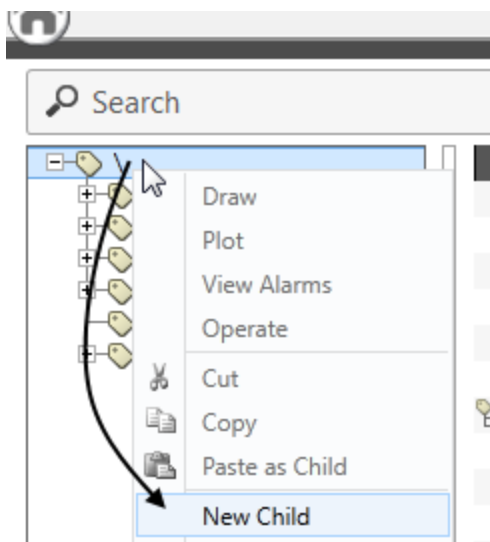 Search
\
Draw
Plot
View Alarms
Operate
Cut
Copy
Paste as Child
New Child